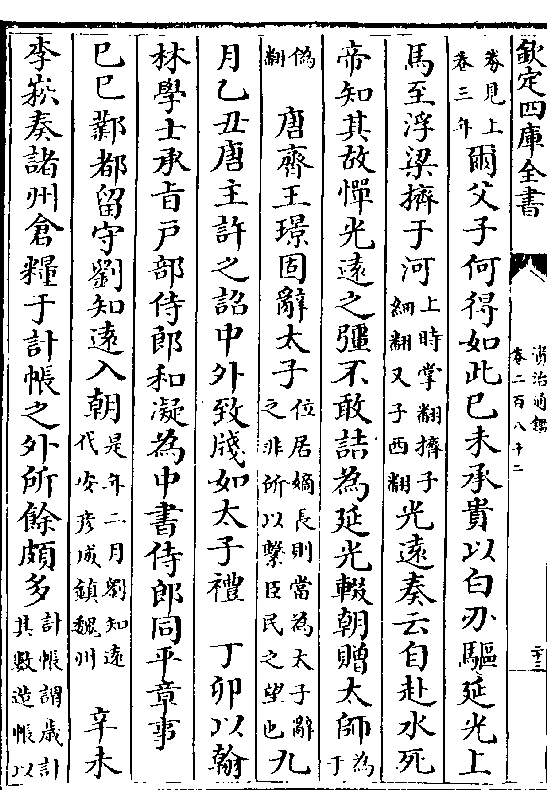 欽定四庫全書
資治通鑑
卷二百八十二
二十三
券見上
卷三年
爾父子何得如此己未承貴以白刃驅延光上
馬至浮梁擠于河
上時掌翻擠子
細翻又子西翻
光遠奏云自赴水死
帝知其故憚光遠之彊不敢詰為延光輟朝贈太師
為
于
偽
翻
唐齊王璟固辭太子
位居嫡長則當為太子辭
之非所以繫臣民之望也
九
月乙丑唐主許之詔中外致牋如太子禮 丁卯以翰
林學士承旨戶部侍郎和凝為中書侍郎同平章事
己巳鄴都留守劉知遠入朝
是年二月劉知遠
代安彥威鎮魏州
辛未
李崧奏諸州倉糧于計帳之外所餘頗多
計帳謂歲計
其數造帳以